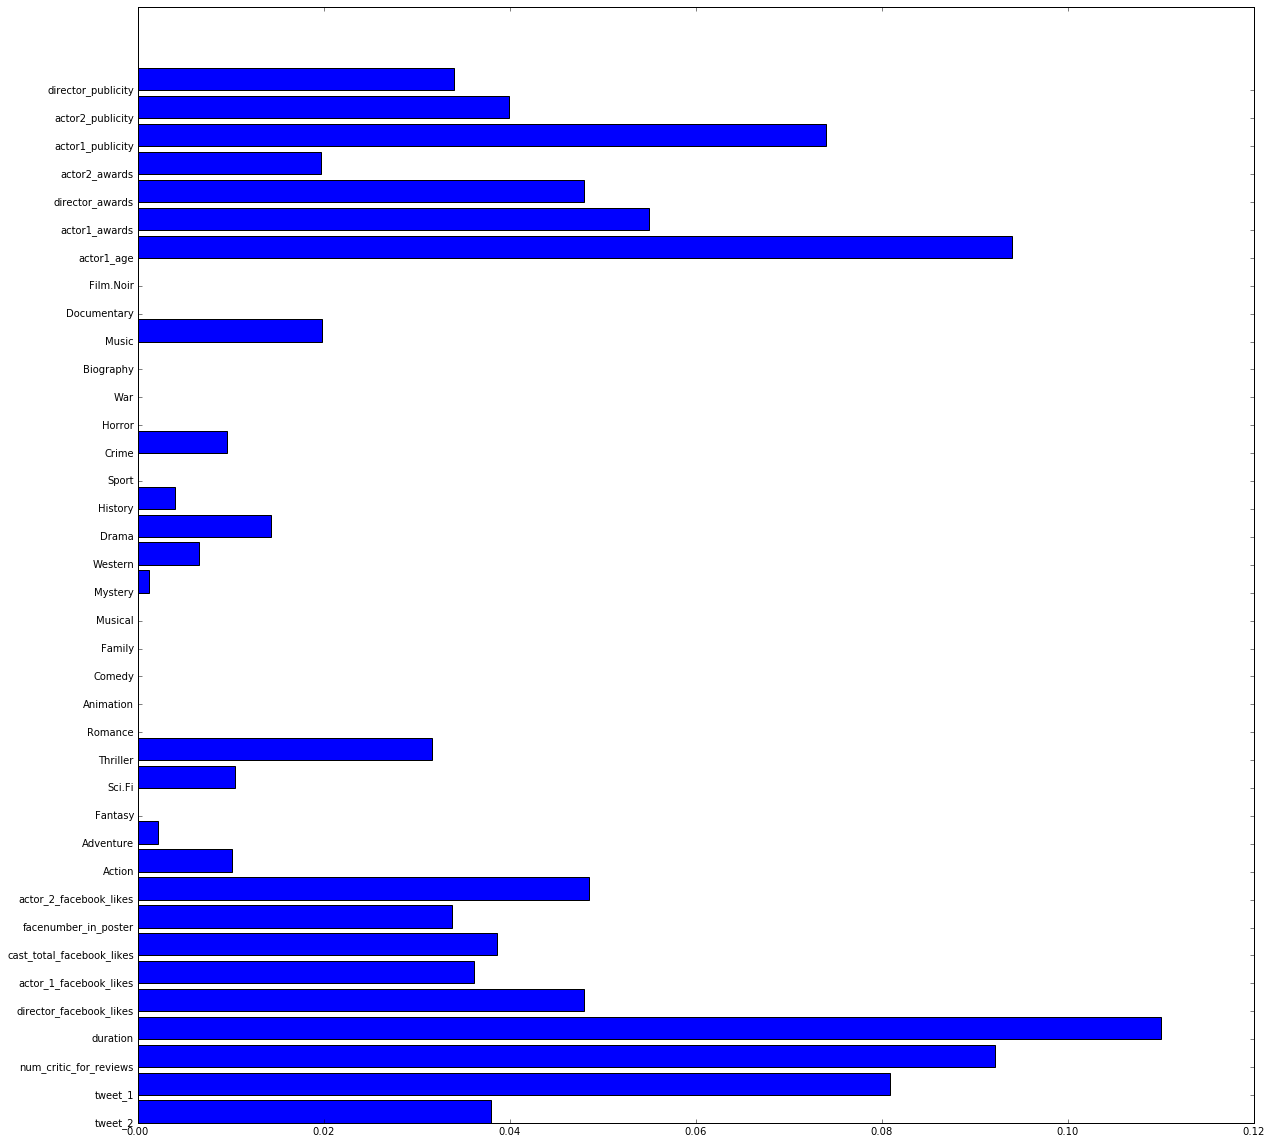 director_publicity
actor2_publicity
actor1_publicity
actor2_awards
director_awards
actor1_awards
actor1_age
Film.Noir
Documentary
Music
Biography
War
Horror
Crime
Sport
History
Drama
Western
Mystery
Musical
Family
Comedy
Animation
Romance
Thriller
Sci.Fi
Fantasy
Adventure
Action
actor_2_facebook_likes
facenumber_in_poster
cast_total_facebook_likes
actor_1_facebook_likes
director_facebook_likes
duration
num_critic_for_reviews
tweet_1
tweet_2
0.00 0.02 0.04 0.06 0.08 0.10 0.12